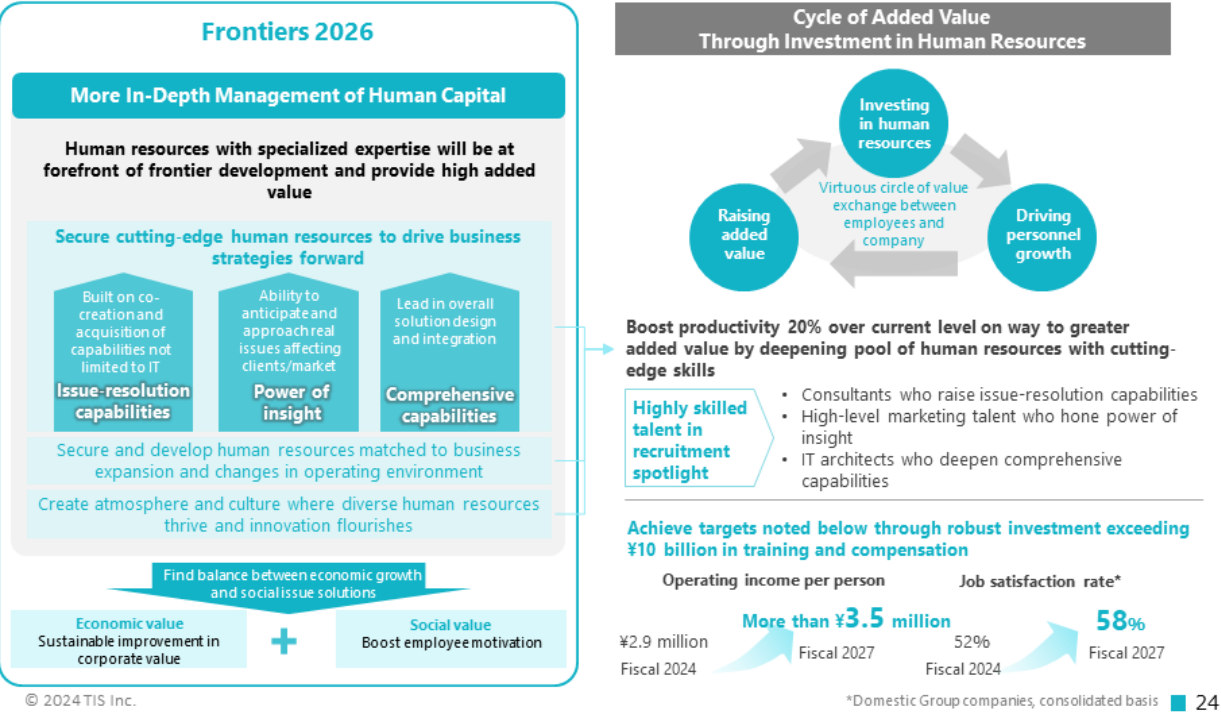 Frontiers 2026
More In-Depth Management of Human Capital
Human resources with specialized expertise will be at
forefront of frontier development and provide high added
value
Secure cutting-edge human resources to drive business
strategies forward
Built on co-
creation and
acquisition of
capabilities not
limited to IT
Issue-resolution
capabilities
Ability to
anticipate and
approach real
issues affecting
clients/market
Power of
insight
Lead in overall
solution design
and integration
Comprehensive
capabilities
Secure and develop human resources matched to business
expansion and changes in operating environment
Create atmosphere and culture where diverse human resources
thrive and innovation flourishes
Find balance between economic growth
and social issue solutions
Economic value
Sustainable improvement in
corporate value
+
Social value
Boost employee motivation
Cycle of Added Value
Through Investment in Human Resources
Investing
in human
resources
Virtuous circle of value
exchange between
employees and
company
Raising
added
value
Driving
personnel
growth
Boost productivity 20% over current level on way to greater
added value by deepening pool of human resources with cutting-
edge skills
Highly skilled
talent in
recruitment
spotlight
• Consultants who raise issue-resolution capabilities
• High-level marketing talent who hone power of
insight
• IT architects who deepen comprehensive
capabilities
Achieve targets noted below through robust investment exceeding
¥10 billion in training and compensation
Operating income per person
More than ¥3.5 million
¥2.9 million
Fiscal 2027
Fiscal 2024
Job satisfaction rate*
58%
52%
Fiscal 2027
Fiscal 2024
© 2024 TIS Inc.
*Domestic Group companies, consolidated basis
24